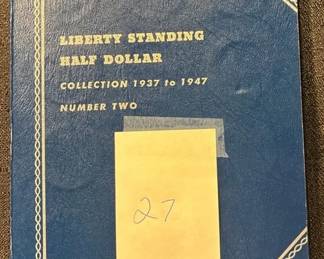 LIBERTY STANDING
HALF DOLLAR
COLLECTION 1937 to 1947
NUMBER TWO
27